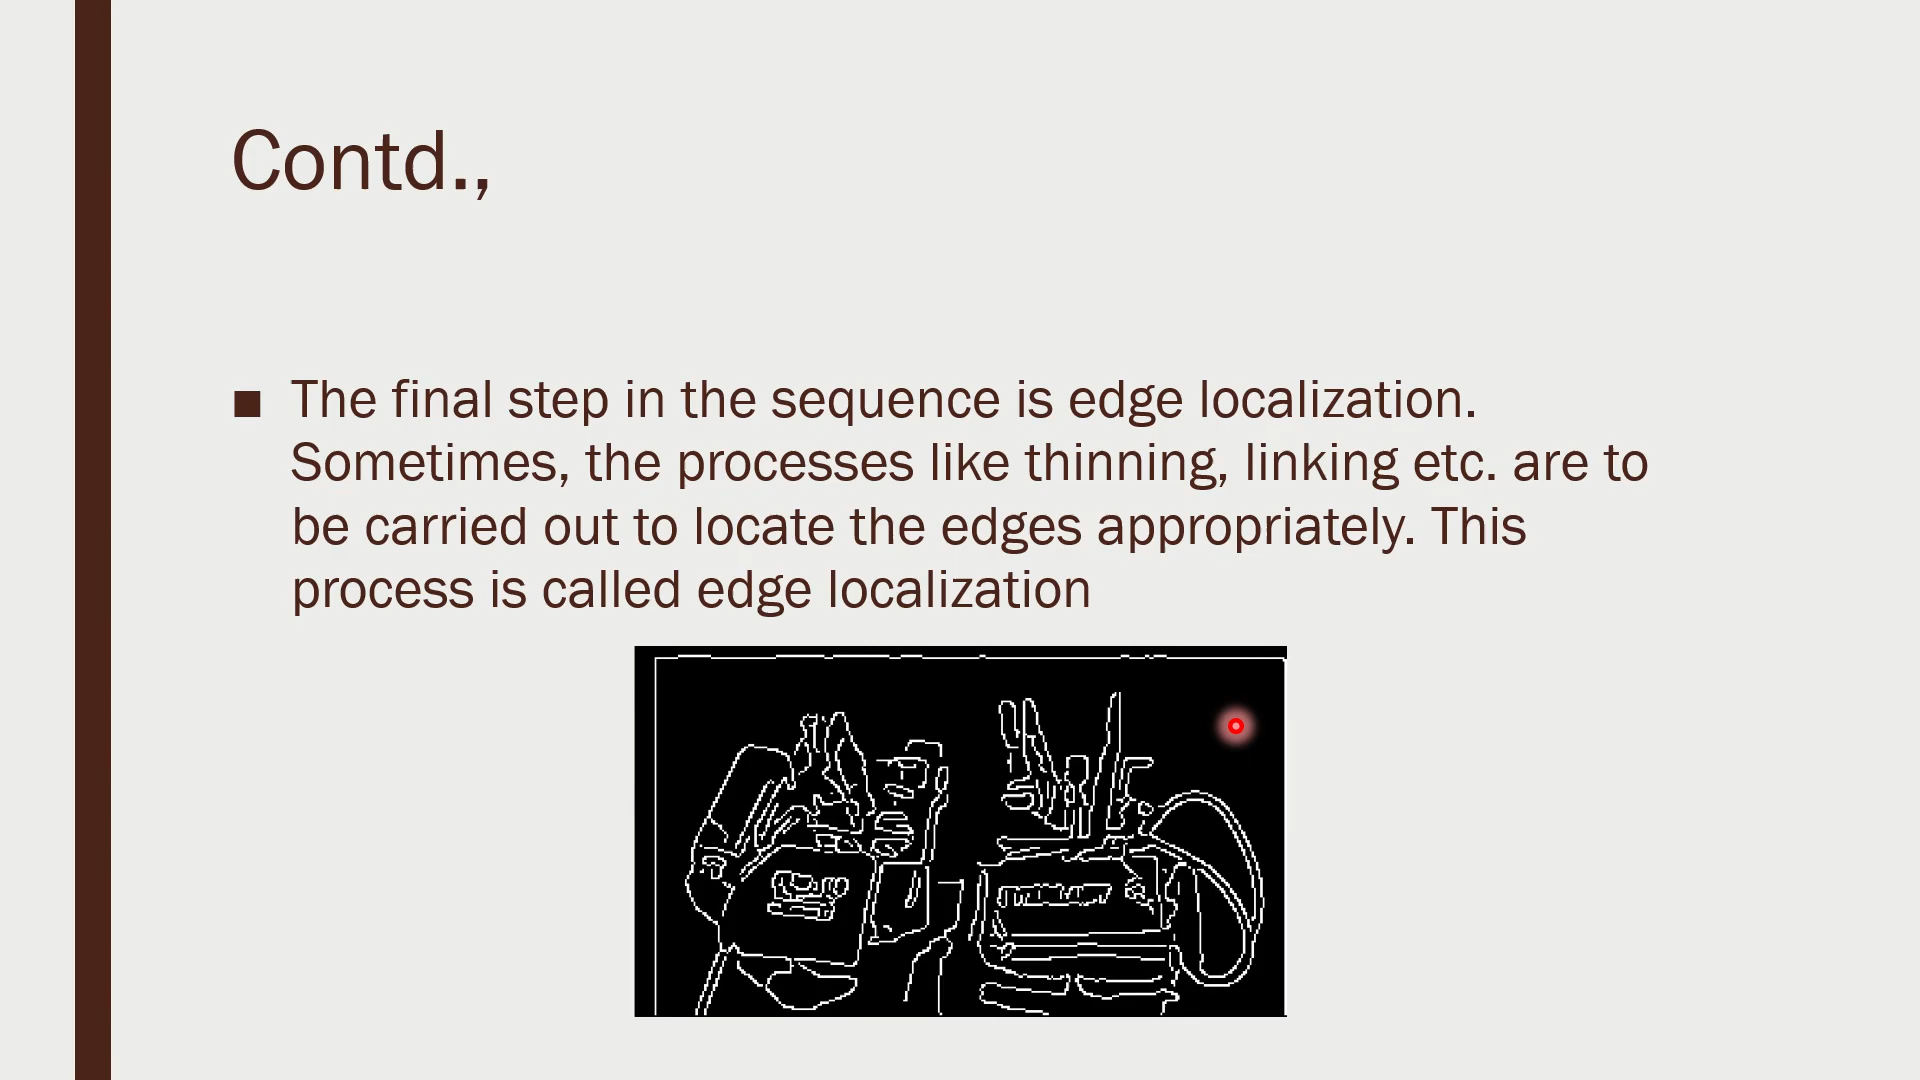 Contd.,
■ The final step in the sequence is edge localization.
Sometimes, the processes like thinning, linking etc. are to
be carried out to locate the edges appropriately. This
process is called edge localization